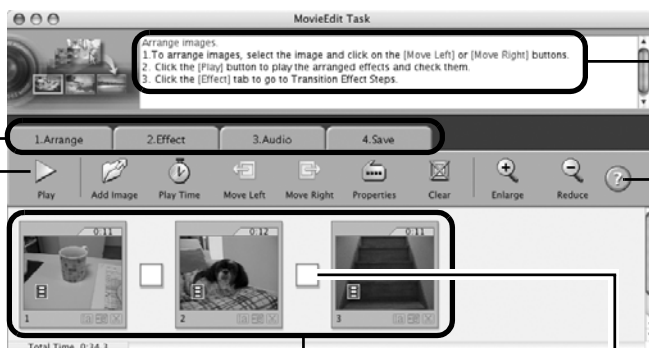 MovieEdit Task
Arrange images.
1.To arrange images, select the image and click on the [Move Left] or [Move Right] buttons.
2. Click the [Play] button to play the arranged effects and check them.
3. Click the [Effect] tab to go to Transition Effect Steps.
1.Arrange 2.Effect 3.Audio 4.Save
Play Add Image Play Time Move Left Move Right Properties Clear Enlarge Reduce ?
0:11 0:12 0:11
1 2 3
Total Time 0:34.3